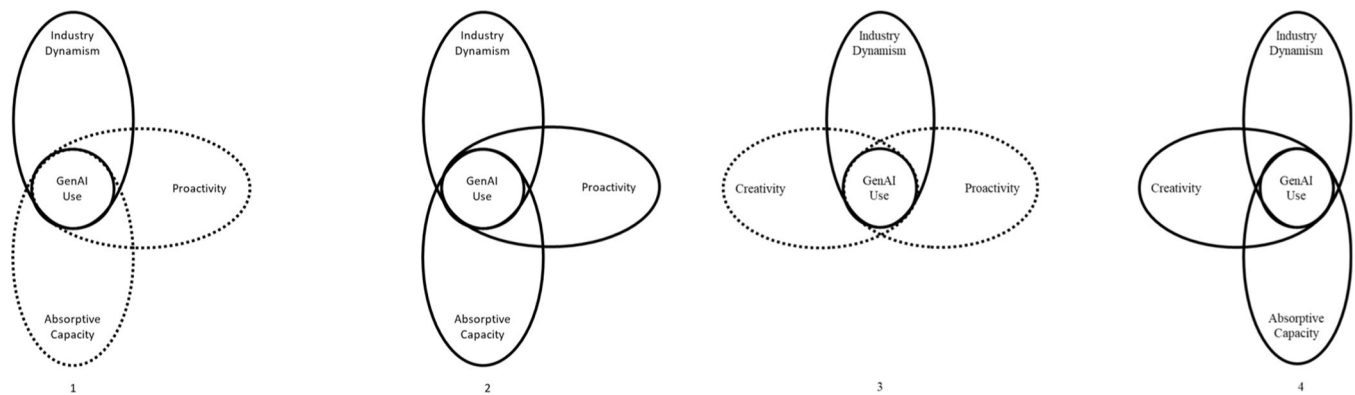 Industry
Dynamism
GenAI
Use
Proactivity
Absorptive
Capacity
1
Industry
Dynamism
GenAI
Use
Proactivity
Absorptive
Capacity
2
Industry
Dynamism
Creativity
GenAI
Use
Proactivity
3
Industry
Dynamism
Creativity
GenAI
Use
Absorptive
Capacity
4